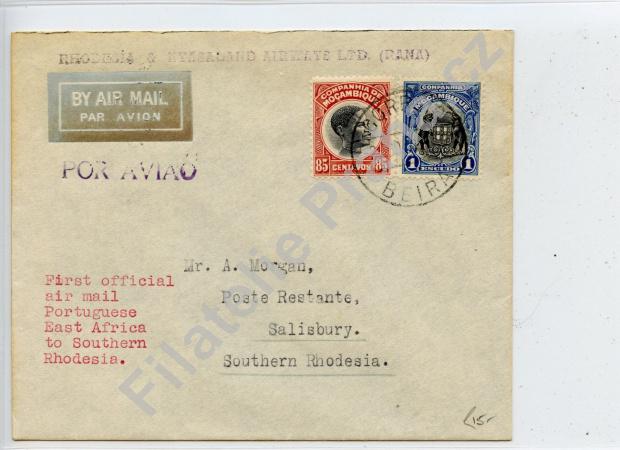 RHODESIA & NYASALAND AIRWAYS LTD. (RANA)
BY AIR MAIL
PAR AVION
POR AVIAO
COMPANHIA DE
MOÇAMBIQUE
85 CENTAVOS 85
COMPANHIA
DE MOÇAMBIQUE
1 ESCUDO 1
BEIRA
Mr. A. Morgan,
Poste Restante,
Salisbury.
Southern Rhodesia.
First official
air mail
Portuguese
East Africa
to Southern
Rhodesia.
15-